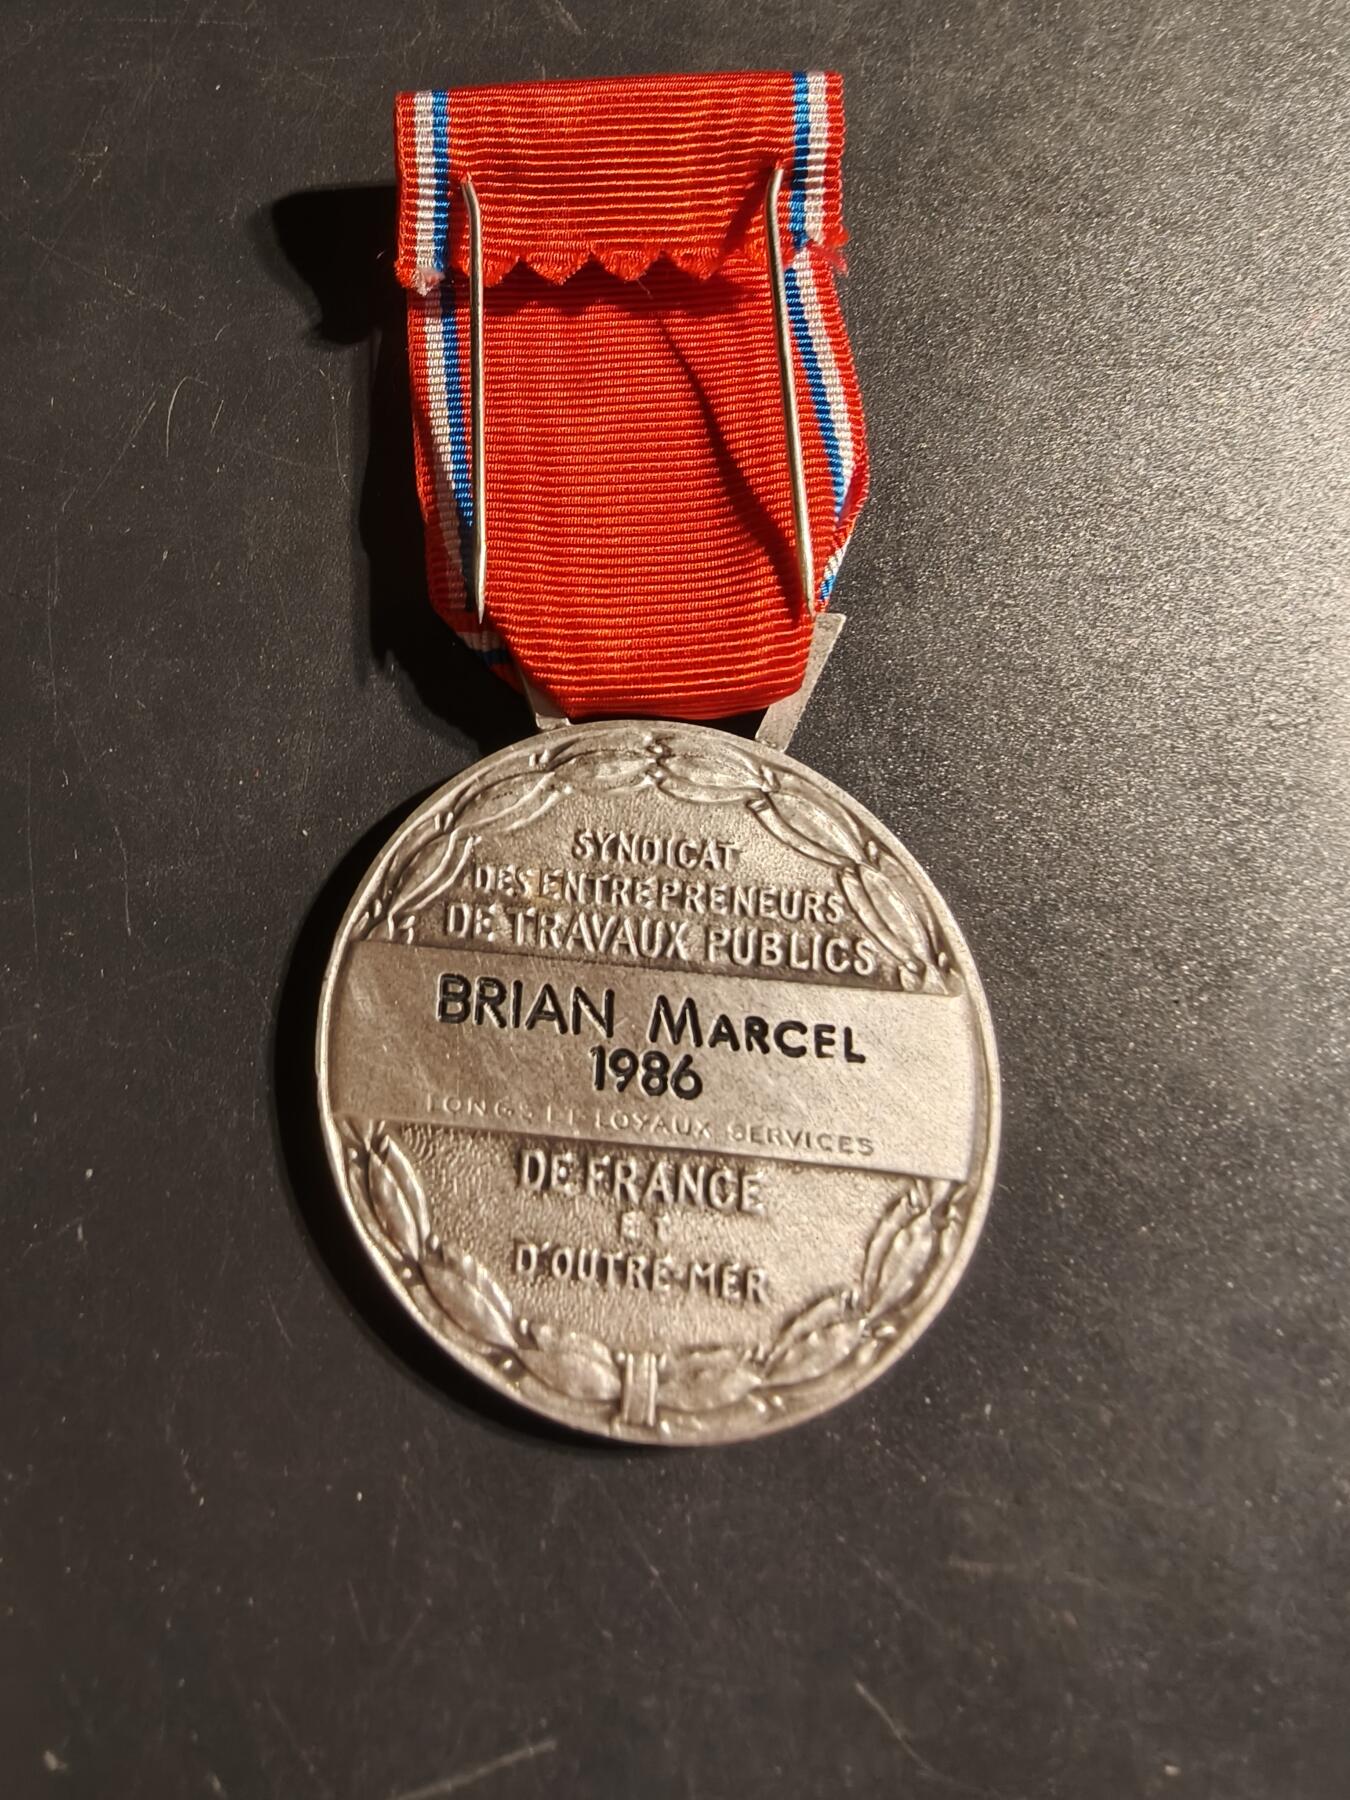 SYNDICAT
DES ENTREPRENEURS
DE TRAVAUX PUBLICS
BRIAN MARCEL
1986
LONGS ET LOYAUX SERVICES
DE FRANCE
ET
D'OUTRE-MER